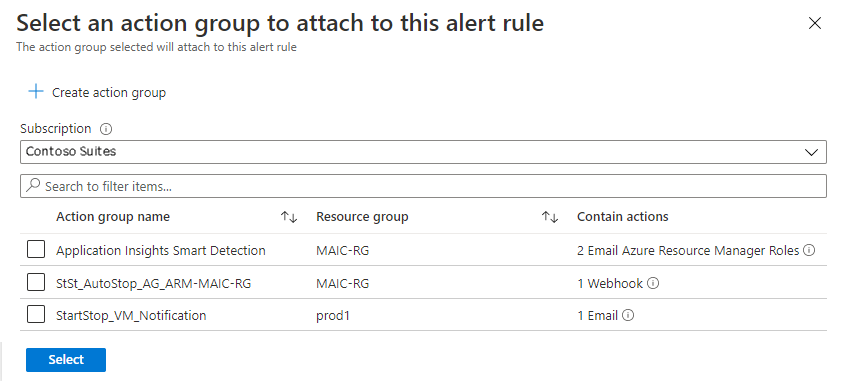 Select an action group to attach to this alert rule
The action group selected will attach to this alert rule
Create action group
Subscription
Contoso Suites
Search to filter items...
Action group name Resource group Contain actions
Application Insights Smart Detection MAIC-RG 2 Email Azure Resource Manager Roles
StSt_AutoStop_AG_ARM-MAIC-RG MAIC-RG 1 Webhook
StartStop_VM_Notification prod1 1 Email
Select